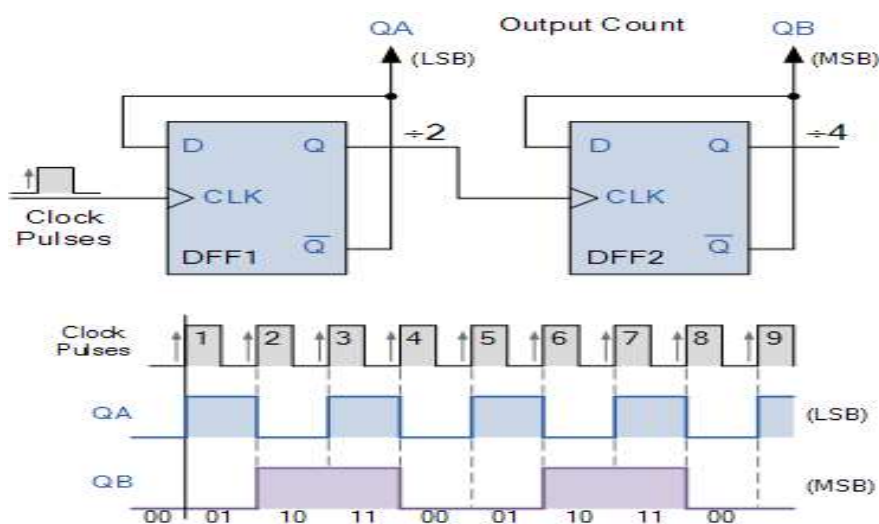 QA Output Count QB
(LSB) (MSB)
D Q ÷2 D Q ÷4
CLK CLK
Clock
Pulses
DFF1 Q̅ DFF2 Q̅
Clock
Pulses
1 2 3 4 5 6 7 8 9
QA (LSB)
QB (MSB)
00 01 10 11 00 01 10 11 00